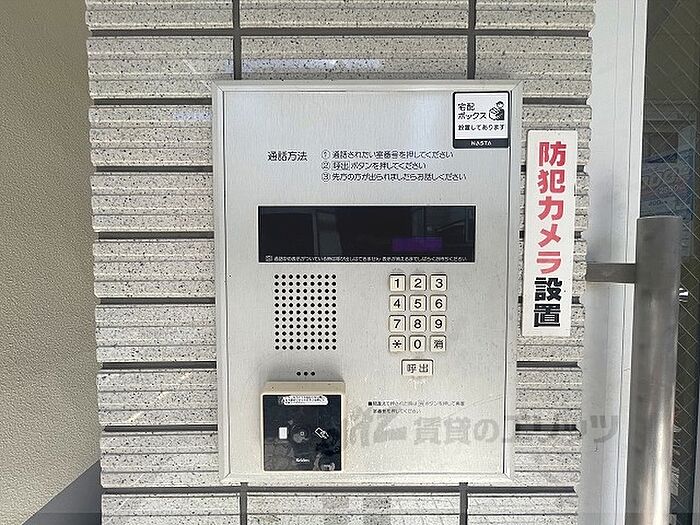 宅配
ボックス
設置してあります
NASTA
通話方法
①通話されたい室番号を押してください
②呼出ボタンを押してください
③先方の方が出られましたらお話しください
防犯カメラ設置
1 2 3
4 5 6
7 8 9
* 0 消
呼出
賃貸のエリッツ